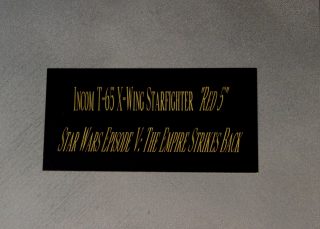 Incom T-65 X-Wing Starfighter "Red 5"
Star Wars Episode V: The Empire Strikes Back